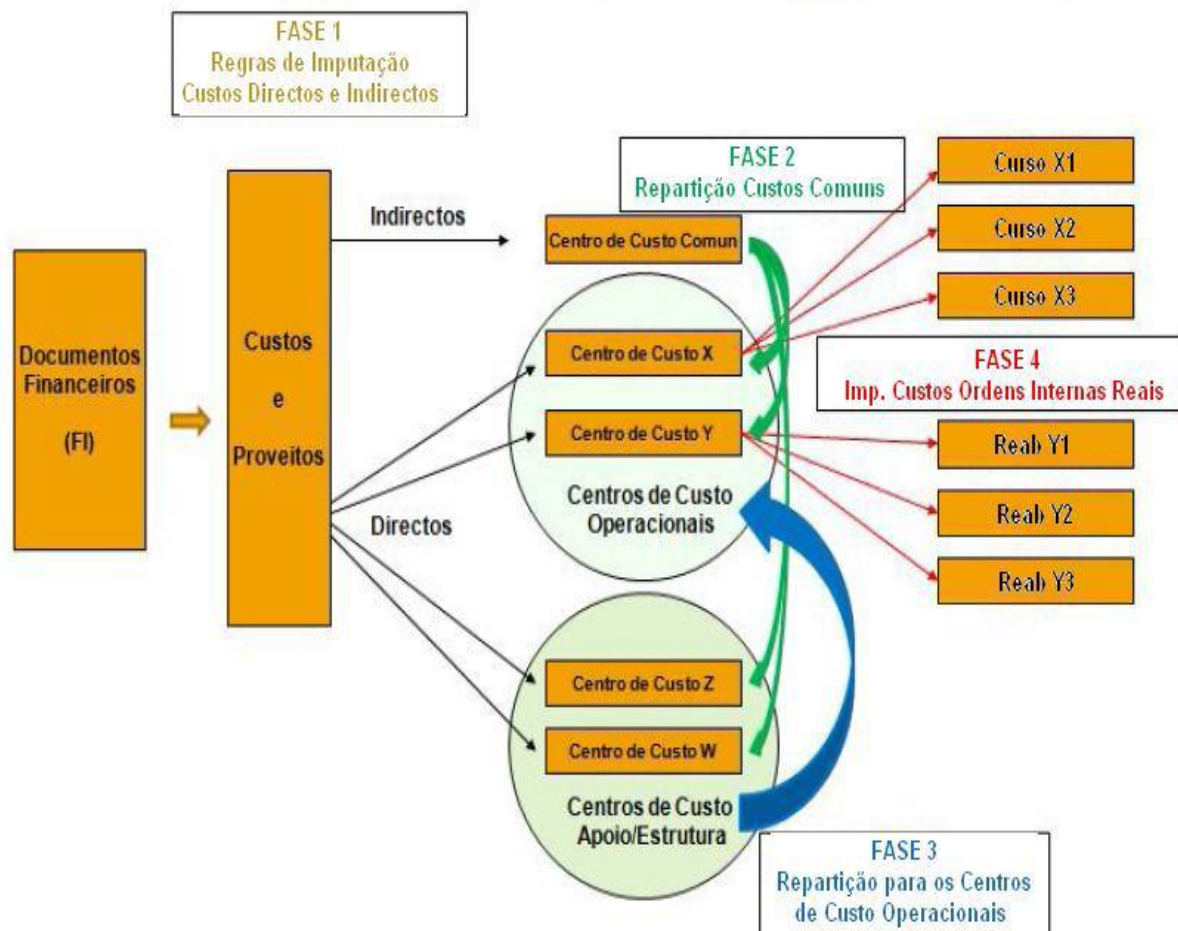 FASE 1
Regras de Imputação
Custos Directos e Indirectos
FASE 2
Repartição Custos Comuns
Curso X1
Curso X2
Curso X3
Indirectos
Centro de Custo Comun
Documentos
Financeiros
(FI)
Custos
e
Proveitos
Centro de Custo X
Centro de Custo Y
Centros de Custo
Operacionais
Directos
FASE 4
Imp. Custos Ordens Internas Reais
Reab Y1
Reab Y2
Reab Y3
Centro de Custo Z
Centro de Custo W
Centros de Custo
Apoio/Estrutura
FASE 3
Repartição para os Centros
de Custo Operacionais